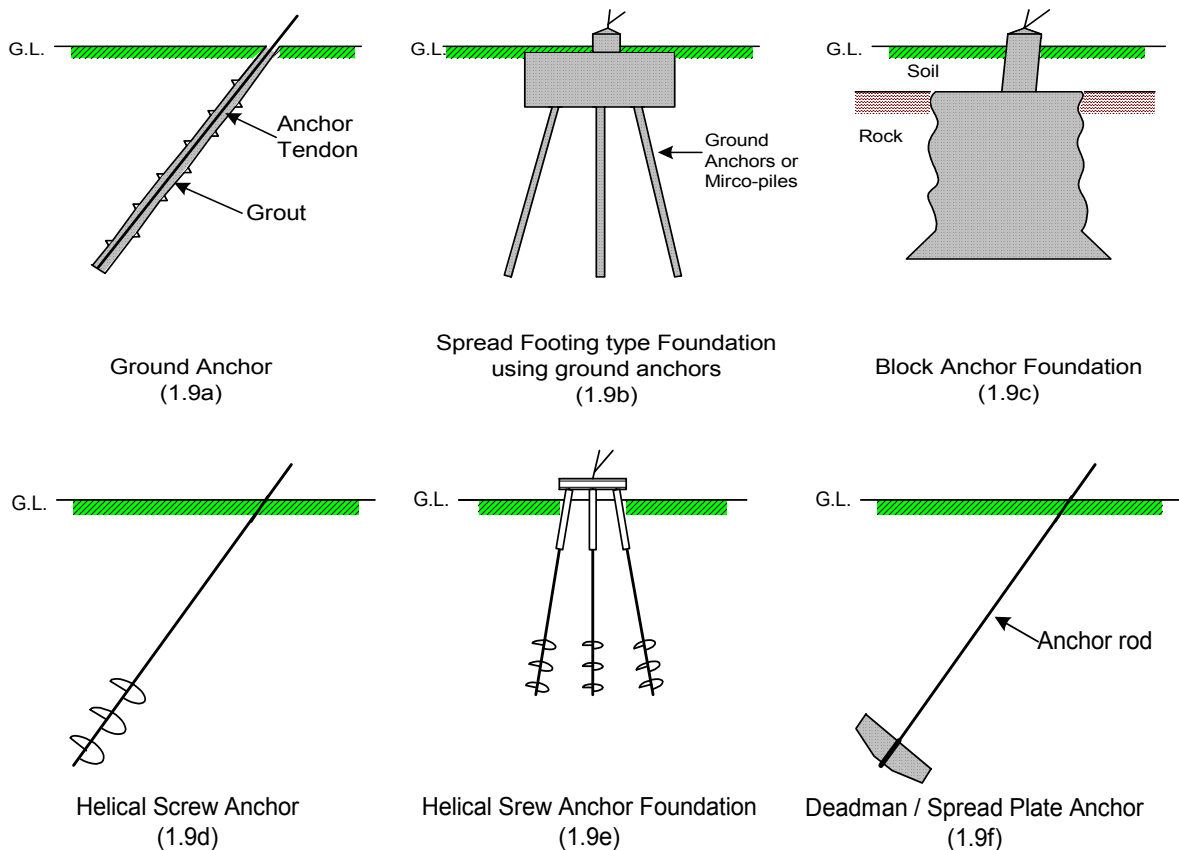 G.L.
Anchor
Tendon
Grout
Ground Anchor
(1.9a)
G.L.
Ground
Anchors or
Mirco-piles
Spread Footing type Foundation
using ground anchors
(1.9b)
G.L.
Soil
Rock
Block Anchor Foundation
(1.9c)
G.L.
Helical Screw Anchor
(1.9d)
G.L.
Helical Srew Anchor Foundation
(1.9e)
G.L.
Anchor rod
Deadman / Spread Plate Anchor
(1.9f)